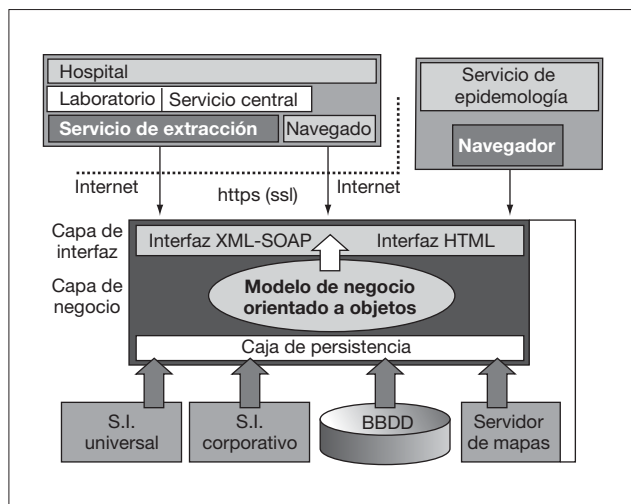 Hospital
Laboratorio Servicio central
Servicio de extracción Navegado
Servicio de
epidemología
Navegador
Internet
https (ssl)
Internet
Capa de
interfaz
Interfaz XML-SOAP Interfaz HTML
Capa de
negocio
Modelo de negocio
orientado a objetos
Caja de persistencia
S.I.
universal
S.I.
corporativo
BBDD
Servidor
de mapas